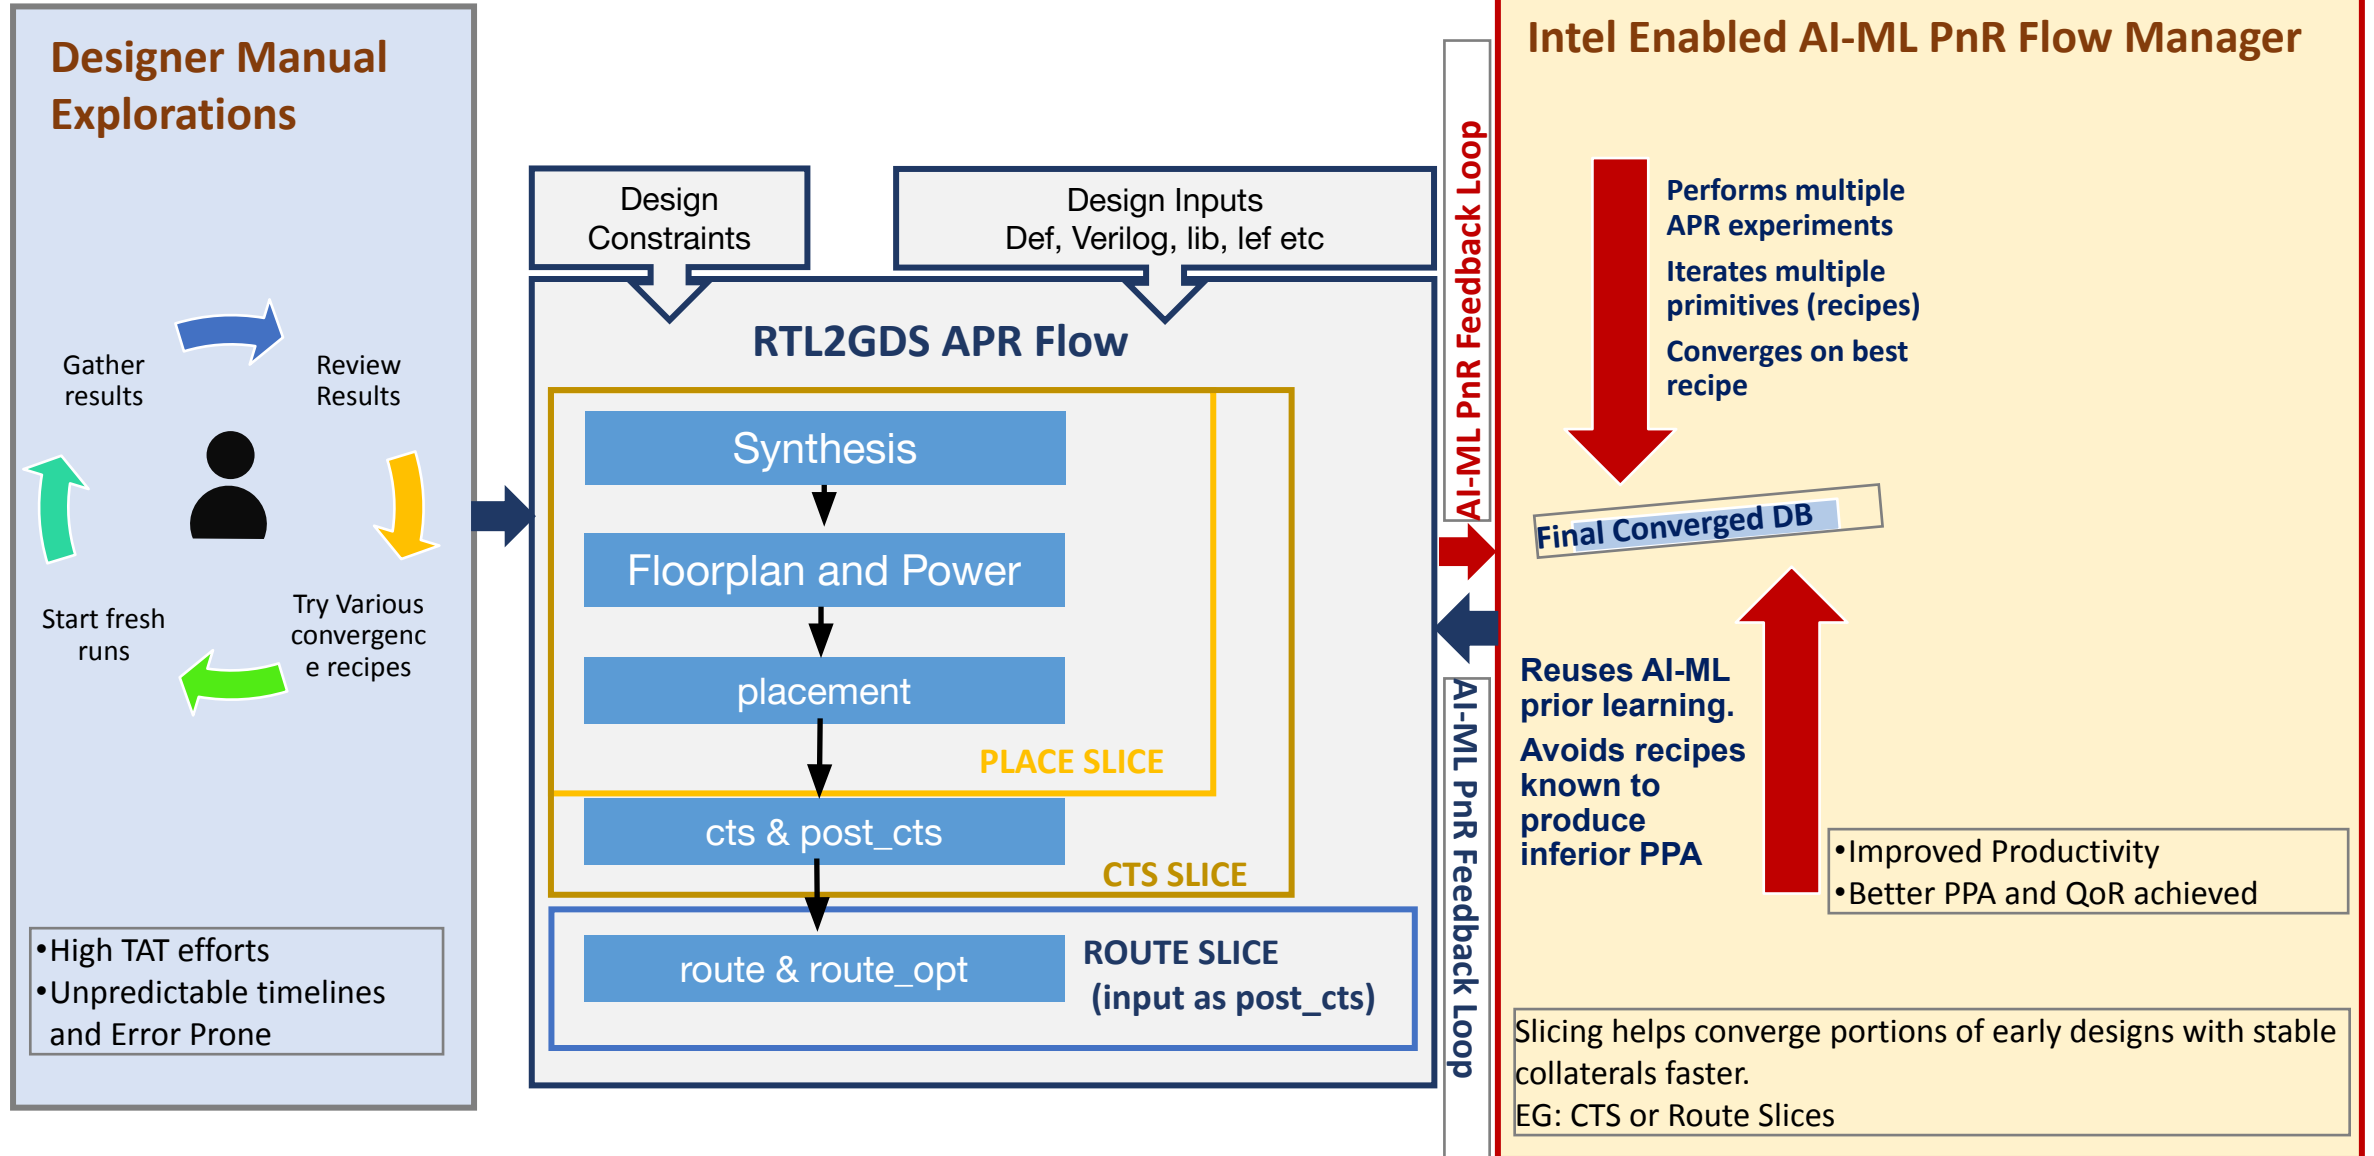 Designer Manual
Explorations
Gather
results
Review
Results
Try Various
convergenc
e recipes
Start fresh
runs
•High TAT efforts
•Unpredictable timelines
and Error Prone
Design
Constraints
Design Inputs
Def, Verilog, lib, lef etc
RTL2GDS APR Flow
Synthesis
Floorplan and Power
placement
PLACE SLICE
cts & post_cts
CTS SLICE
route & route_opt
ROUTE SLICE
(input as post_cts)
AI-ML PnR Feedback Loop
AI-ML PnR Feedback Loop
Intel Enabled AI-ML PnR Flow Manager
Performs multiple
APR experiments
Iterates multiple
primitives (recipes)
Converges on best
recipe
Final Converged DB
Reuses AI-ML
prior learning.
Avoids recipes
known to
produce
inferior PPA
•Improved Productivity
•Better PPA and QoR achieved
Slicing helps converge portions of early designs with stable
collaterals faster.
EG: CTS or Route Slices